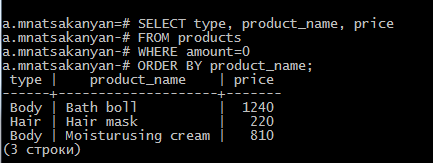 a.mnatsakanyan=# SELECT type, product_name, price
a.mnatsakanyan-# FROM products
a.mnatsakanyan-# WHERE amount=0
a.mnatsakanyan-# ORDER BY product_name;
 type |    product_name     | price
------+---------------------+-------
 Body | Bath boll           |  1240
 Hair | Hair mask           |   220
 Body | Moisturusing cream  |   810
(3 строки)